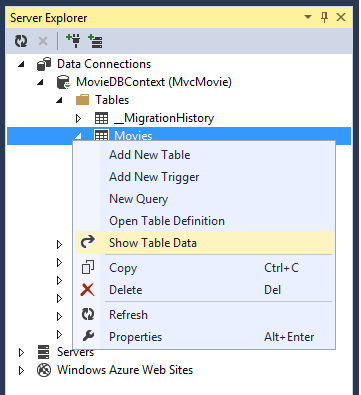 Server Explorer
Data Connections
MovieDBContext (MvcMovie)
Tables
__MigrationHistory
Movies
Add New Table
Add New Trigger
New Query
Open Table Definition
Show Table Data
Copy Ctrl+C
Delete Del
Refresh
Properties Alt+Enter
Servers
Windows Azure Web Sites